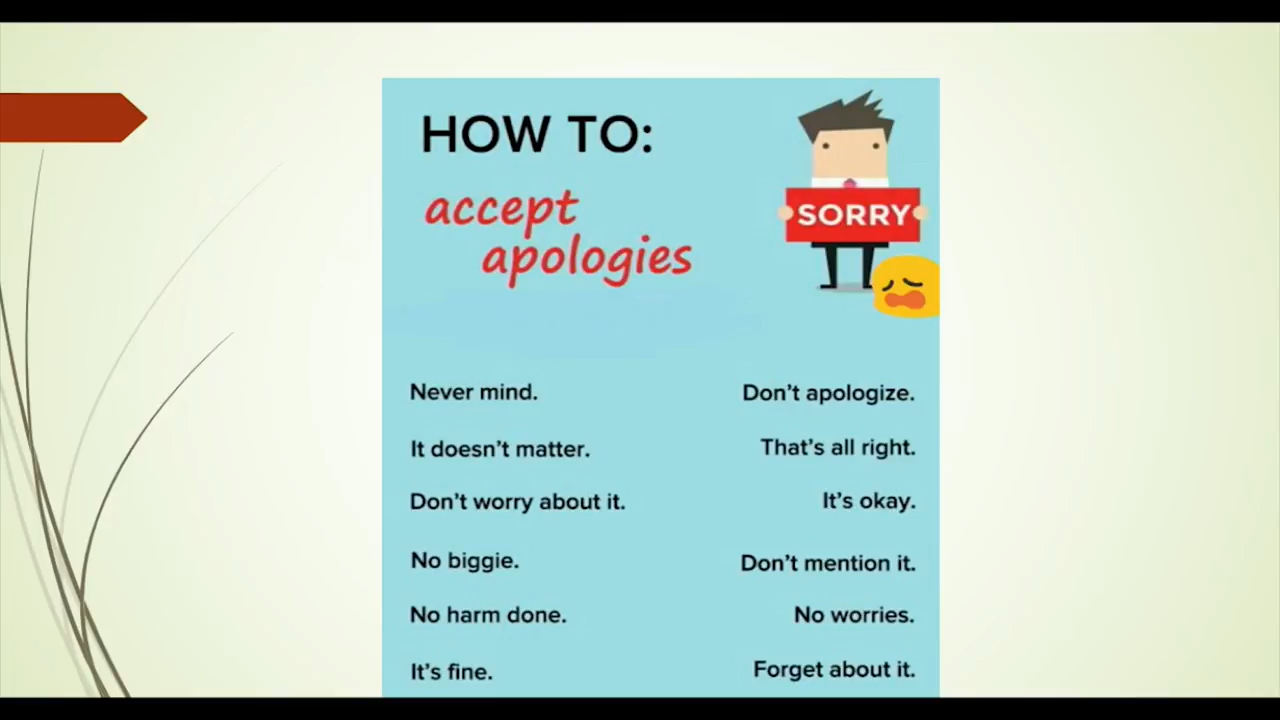 HOW TO:
accept
apologies
SORRY
Never mind.
It doesn't matter.
Don't worry about it.
No biggie.
No harm done.
It's fine.
Don't apologize.
That's all right.
It's okay.
Don't mention it.
No worries.
Forget about it.